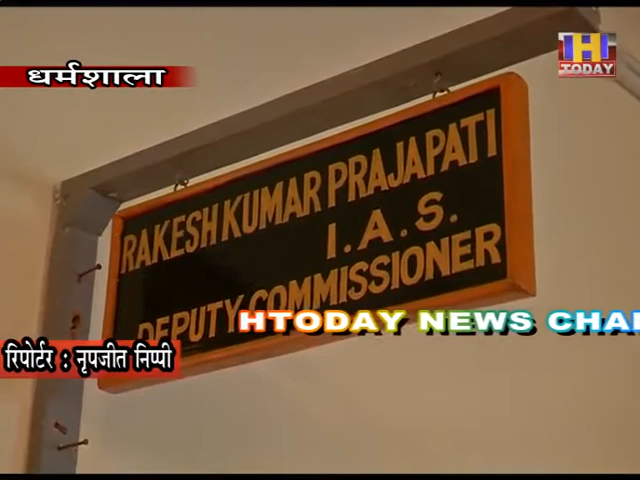 H
TODAY
धर्मशाला
RAKESH KUMAR PRAJAPATI
I.A.S.
DEPUTY COMMISSIONER
HTODAY NEWS CHAN
रिपोर्टर : नृपजीत निप्पी